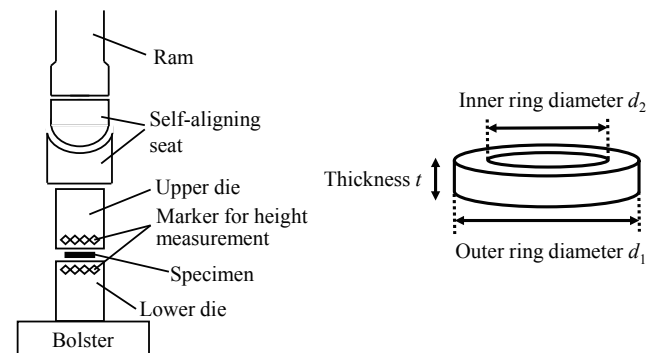 Ram
Self-aligning
seat
Upper die
Marker for height
measurement
Specimen
Lower die
Bolster
Inner ring diameter d2
Thickness t
Outer ring diameter d1